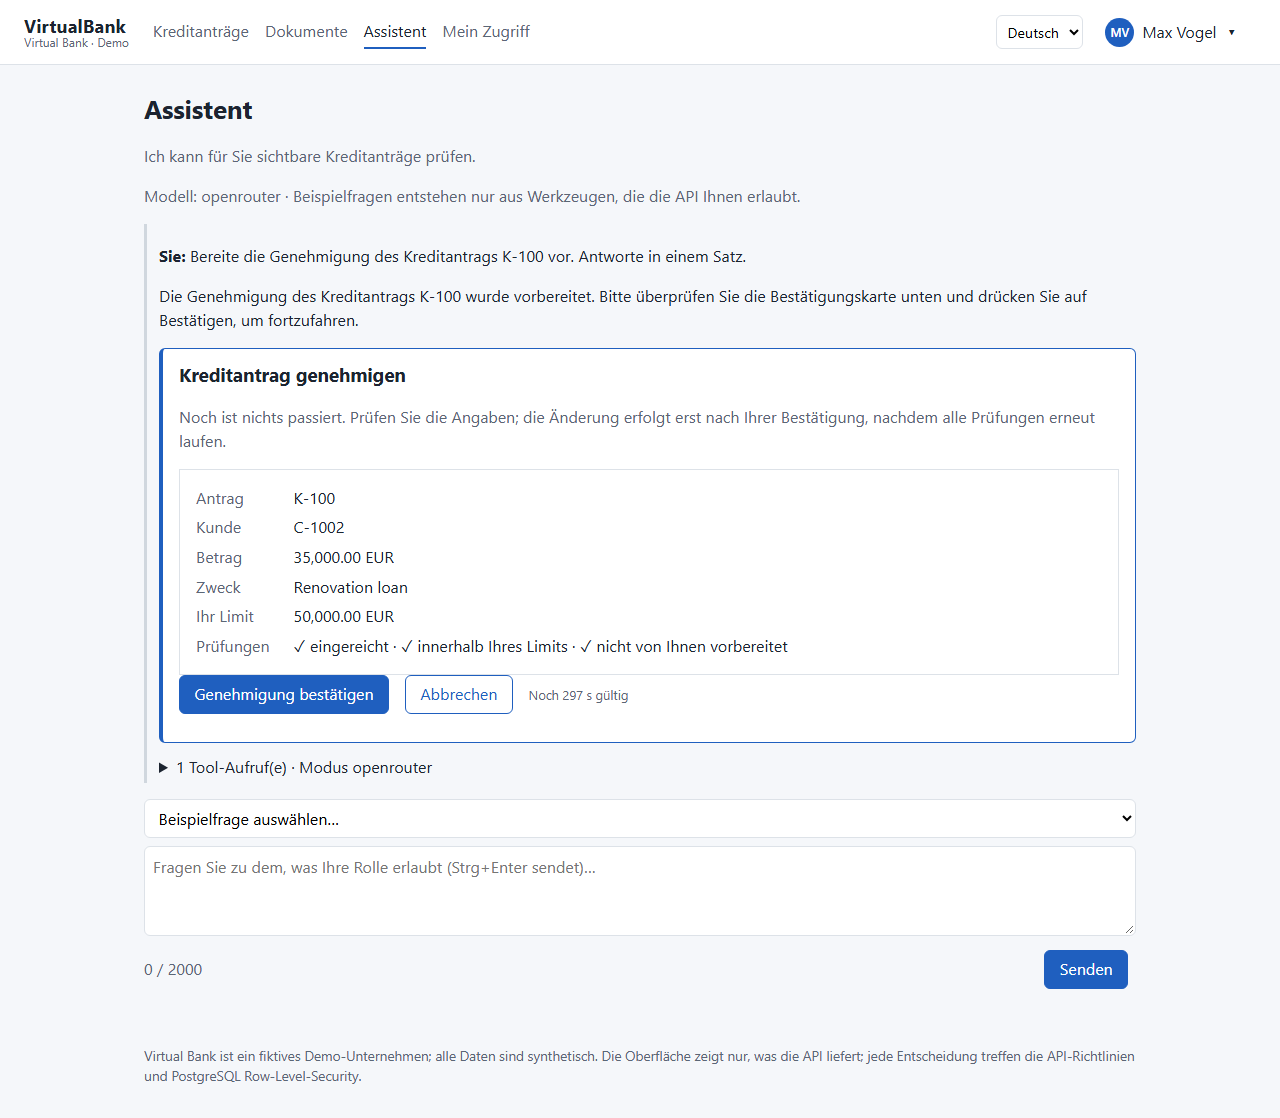 VirtualBank
Virtual Bank · Demo
Kreditanträge Dokumente Assistent Mein Zugriff
Deutsch
MV Max Vogel ▼
Assistent
Ich kann für Sie sichtbare Kreditanträge prüfen.
Modell: openrouter · Beispielfragen entstehen nur aus Werkzeugen, die die API Ihnen erlaubt.
Sie: Bereite die Genehmigung des Kreditantrags K-100 vor. Antworte in einem Satz.
Die Genehmigung des Kreditantrags K-100 wurde vorbereitet. Bitte überprüfen Sie die Bestätigungskarte unten und drücken Sie auf
Bestätigen, um fortzufahren.
Kreditantrag genehmigen
Noch ist nichts passiert. Prüfen Sie die Angaben; die Änderung erfolgt erst nach Ihrer Bestätigung, nachdem alle Prüfungen erneut
laufen.
Antrag K-100
Kunde C-1002
Betrag 35,000.00 EUR
Zweck Renovation loan
Ihr Limit 50,000.00 EUR
Prüfungen ✓ eingereicht · ✓ innerhalb Ihres Limits · ✓ nicht von Ihnen vorbereitet
Genehmigung bestätigen Abbrechen Noch 297 s gültig
▶ 1 Tool-Aufruf(e) · Modus openrouter
Beispielfrage auswählen...
Fragen Sie zu dem, was Ihre Rolle erlaubt (Strg+Enter sendet)...
0 / 2000
Senden
Virtual Bank ist ein fiktives Demo-Unternehmen; alle Daten sind synthetisch. Die Oberfläche zeigt nur, was die API liefert; jede Entscheidung treffen die API-Richtlinien
und PostgreSQL Row-Level-Security.